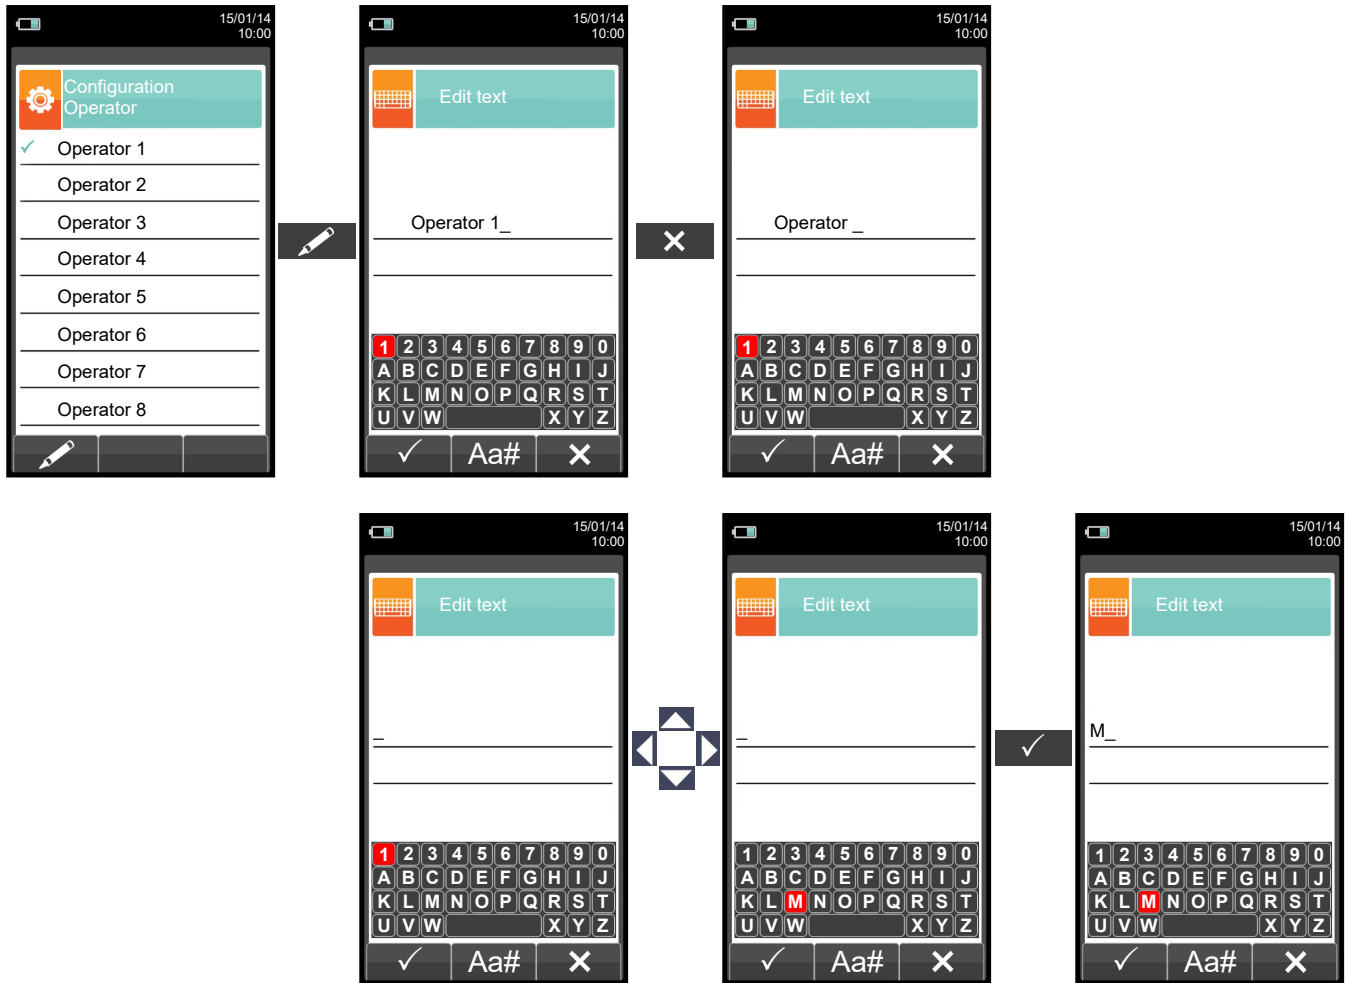 15/01/14
10:00
Configuration
Operator
Operator 1
Operator 2
Operator 3
Operator 4
Operator 5
Operator 6
Operator 7
Operator 8
15/01/14
10:00
Edit text
Operator 1_
1 2 3 4 5 6 7 8 9 0
A B C D E F G H I J
K L M N O P Q R S T
U V W X Y Z
Aa#
15/01/14
10:00
Edit text
Operator _
1 2 3 4 5 6 7 8 9 0
A B C D E F G H I J
K L M N O P Q R S T
U V W X Y Z
Aa#
15/01/14
10:00
Edit text
_
1 2 3 4 5 6 7 8 9 0
A B C D E F G H I J
K L M N O P Q R S T
U V W X Y Z
Aa#
15/01/14
10:00
Edit text
_
1 2 3 4 5 6 7 8 9 0
A B C D E F G H I J
K L M N O P Q R S T
U V W X Y Z
Aa#
15/01/14
10:00
Edit text
M_
1 2 3 4 5 6 7 8 9 0
A B C D E F G H I J
K L M N O P Q R S T
U V W X Y Z
Aa#